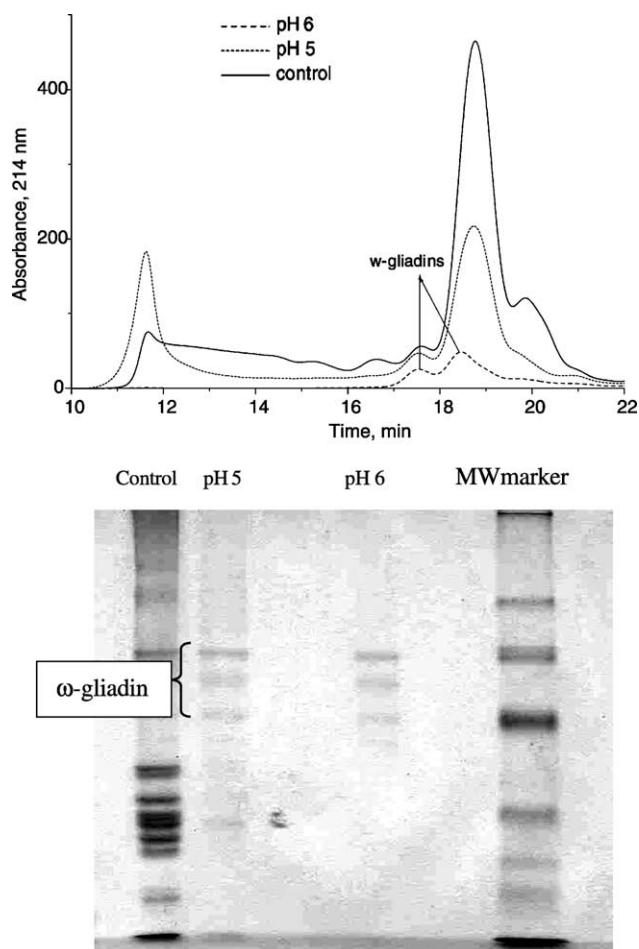 pH 6
pH 5
control
400
200
0
Absorbance, 214 nm
w-gliadins
10 12 14 16 18 20 22
Time, min
Control pH 5 pH 6 MWmarker
ω-gliadin